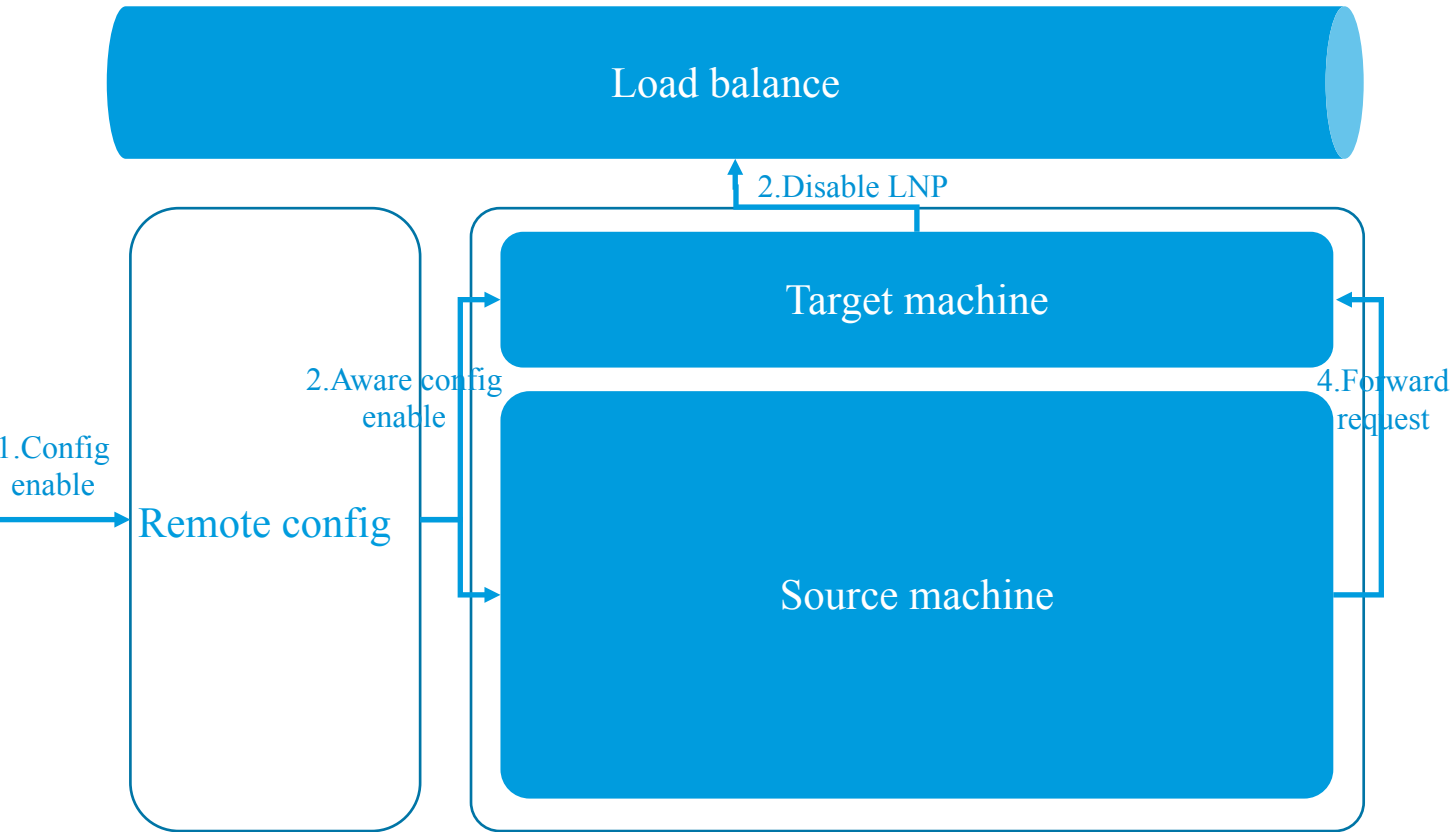 Load balance
2.Disable LNP
Target machine
2.Aware config
enable
4.Forward
request
1.Config
enable
Remote config
Source machine